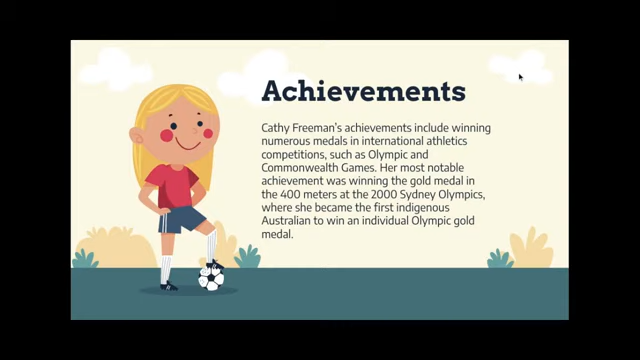 Achievements
Cathy Freeman's achievements include winning
numerous medals in international athletics
competitions, such as Olympic and
Commonwealth Games. Her most notable
achievement was winning the gold medal in
the 400 meters at the 2000 Sydney Olympics,
where she became the first indigenous
Australian to win an individual Olympic gold
medal.